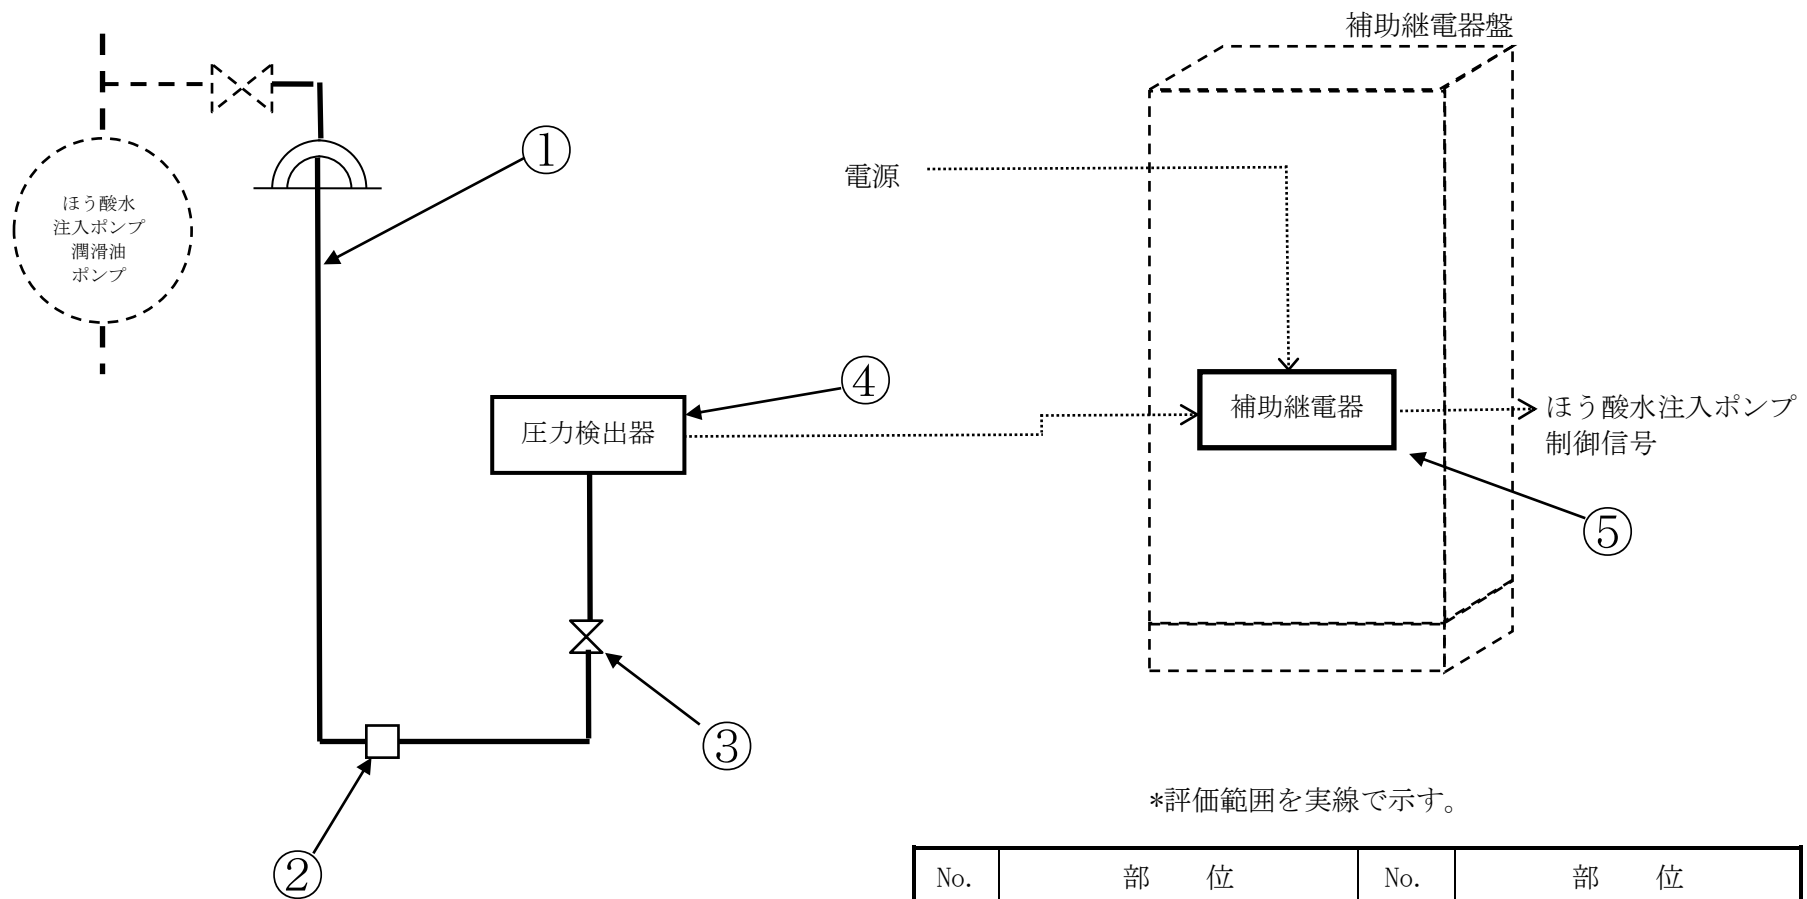 補助継電器盤
①
電源
ほう酸水
注入ポンプ
潤滑油
ポンプ
④
圧力検出器
補助継電器
ほう酸水注入ポンプ
制御信号
⑤
③
②
*評価範囲を実線で示す。
No. 部 位 No. 部 位